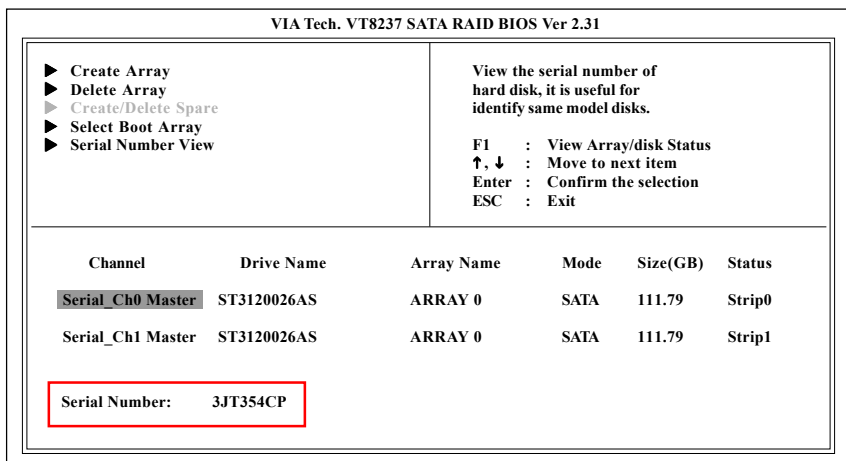 VIA Tech. VT8237 SATA RAID BIOS Ver 2.31
Create Array
Delete Array
Create/Delete Spare
Select Boot Array
Serial Number View
View the serial number of
hard disk, it is useful for
identify same model disks.
F1 : View Array/disk Status
↑, ↓ : Move to next item
Enter : Confirm the selection
ESC : Exit
Channel Drive Name Array Name Mode Size(GB) Status
Serial_Ch0 Master ST3120026AS ARRAY 0 SATA 111.79 Strip0
Serial_Ch1 Master ST3120026AS ARRAY 0 SATA 111.79 Strip1
Serial Number: 3JT354CP